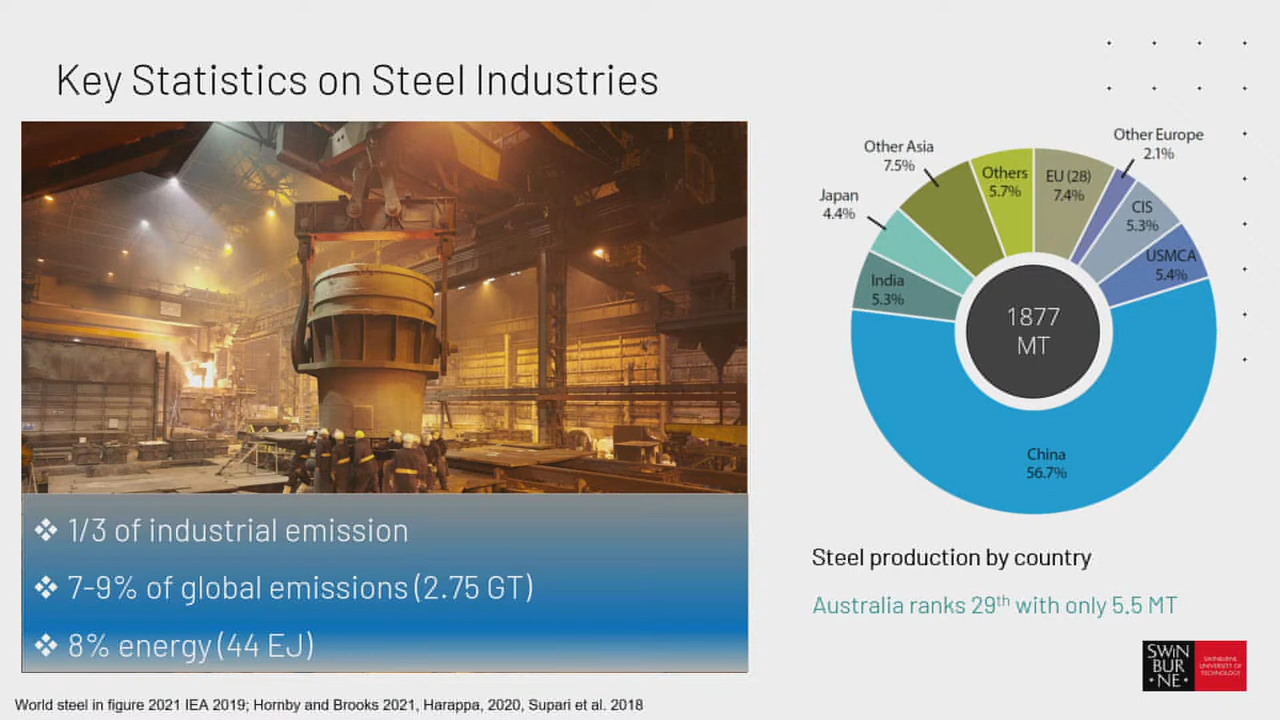 Key Statistics on Steel Industries
Other Europe
2.1%
Other Asia
7.5%
Others
5.7%
EU (28)
7.4%
Japan
4.4%
CIS
5.3%
USMCA
5.4%
India
5.3%
1877
MT
China
56.7%
❖ 1/3 of industrial emission
❖ 7-9% of global emissions (2.75 GT)
❖ 8% energy (44 EJ)
Steel production by country
Australia ranks 29th with only 5.5 MT
SWIN
BUR
NE
SWINBURNE
UNIVERSITY OF
TECHNOLOGY
World steel in figure 2021 IEA 2019; Hornby and Brooks 2021, Harappa, 2020, Supari et al. 2018